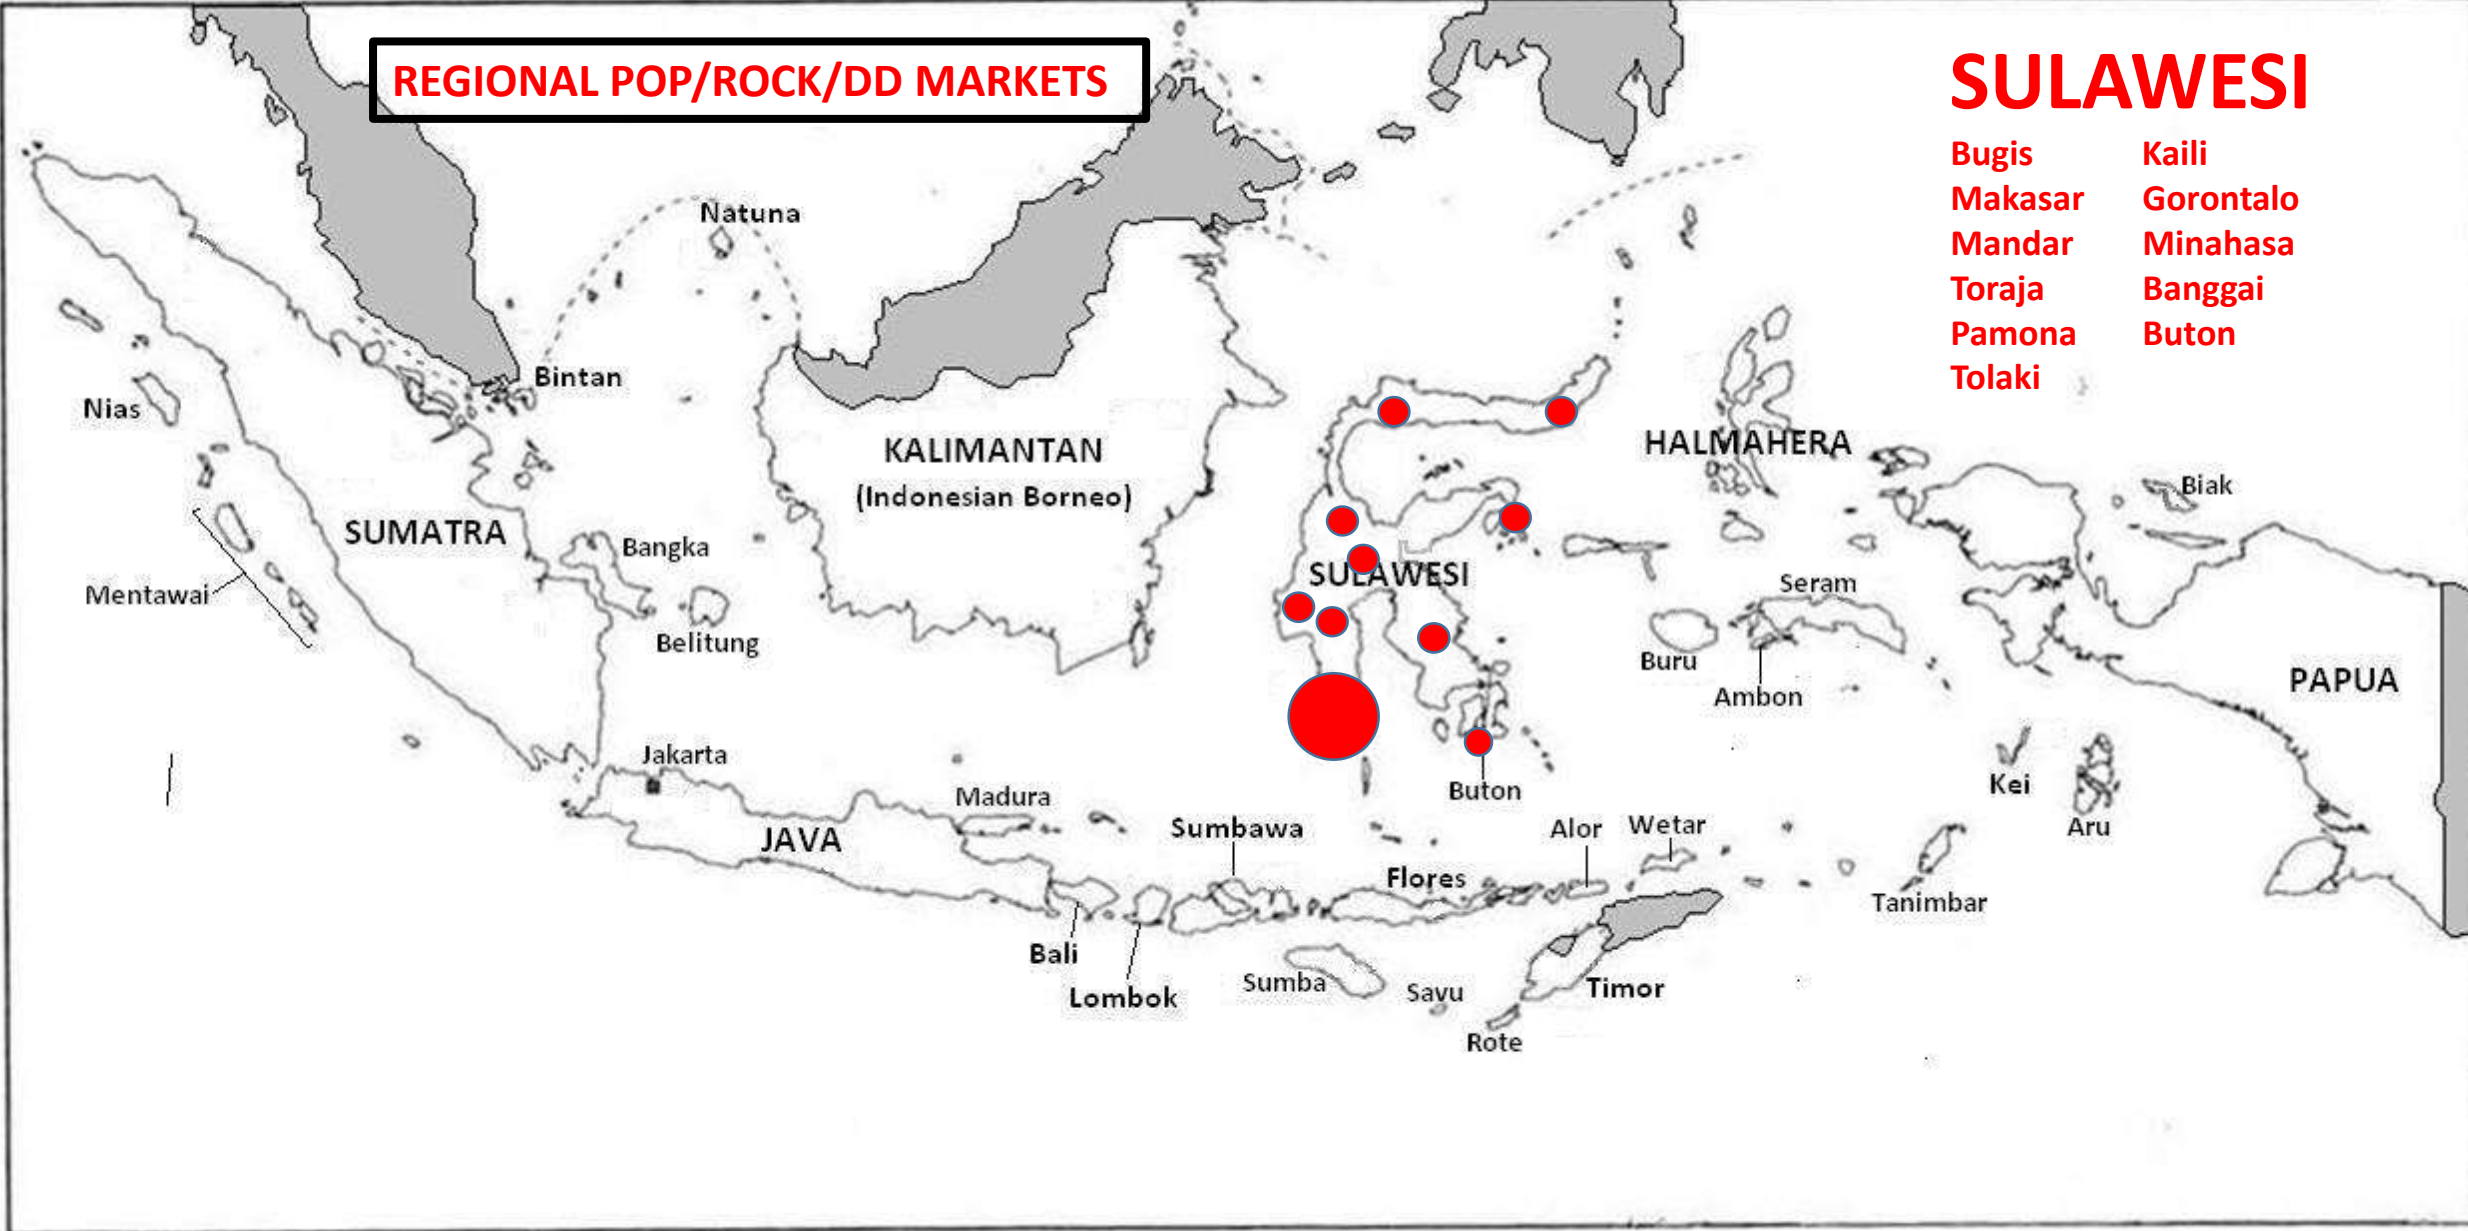 REGIONAL POP/ROCK/DD MARKETS
SULAWESI
Bugis
Makasar
Mandar
Toraja
Pamona
Tolaki
Kaili
Gorontalo
Minahasa
Banggai
Buton
Natuna
Bintan
Nias
KALIMANTAN
(Indonesian Borneo)
HALMAHERA
Biak
SUMATRA
Bangka
Mentawai
Belitung
SULAWESI
Seram
Buru
Ambon
PAPUA
Jakarta
Madura
JAVA
Buton
Kei
Aru
Sumbawa
Alor
Wetar
Flores
Tanimbar
Bali
Lombok
Sumba
Savu
Timor
Rote